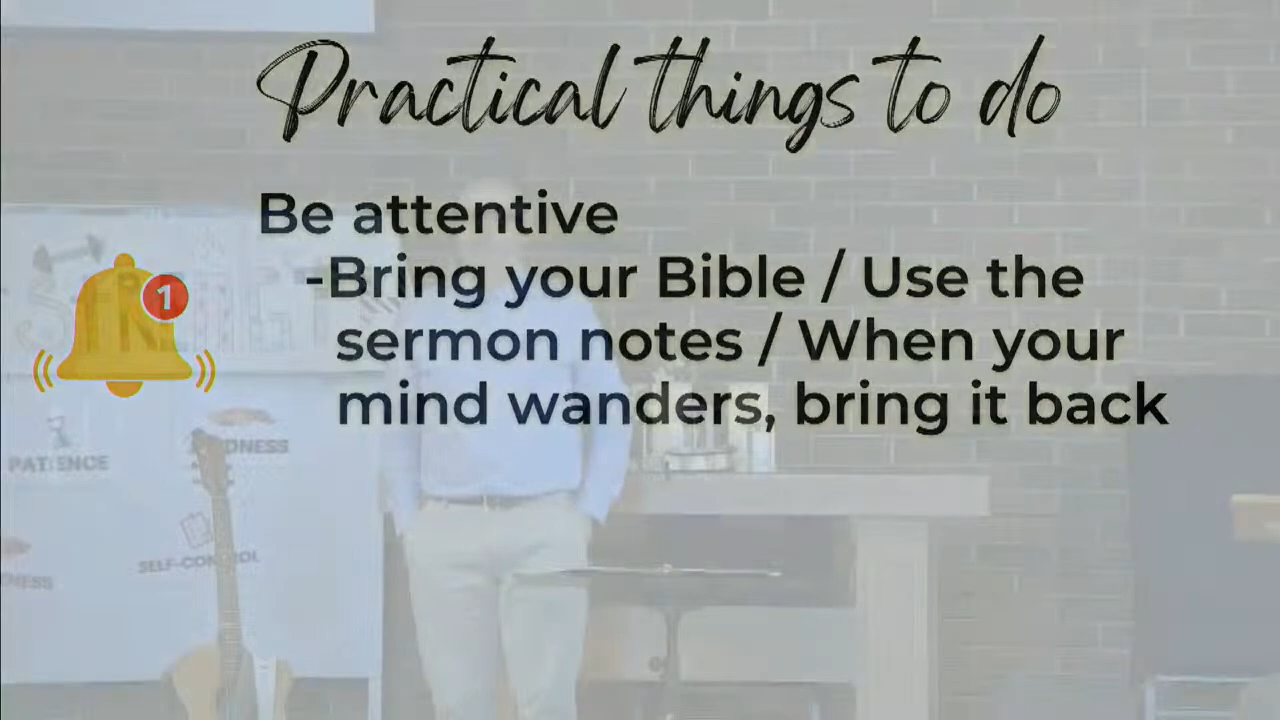 Practical things to do
Be attentive
-Bring your Bible / Use the
sermon notes / When your
mind wanders, bring it back
1
PATIENCE
SELF-CONTROL